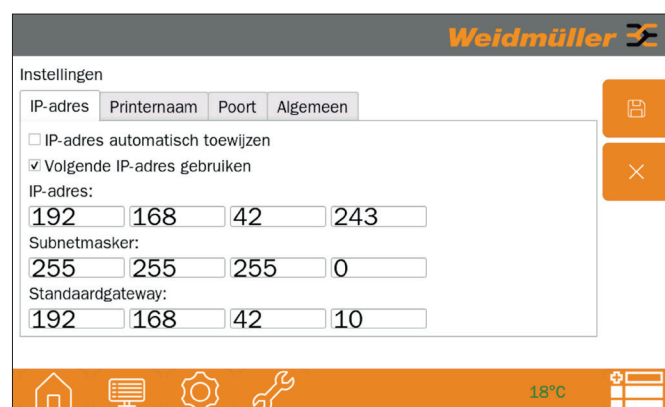 Weidmüller
Instellingen
IP-adres Printernaam Poort Algemeen
IP-adres automatisch toewijzen
Volgende IP-adres gebruiken
IP-adres:
192 168 42 243
Subnetmasker:
255 255 255 0
Standaardgateway:
192 168 42 10
18°C